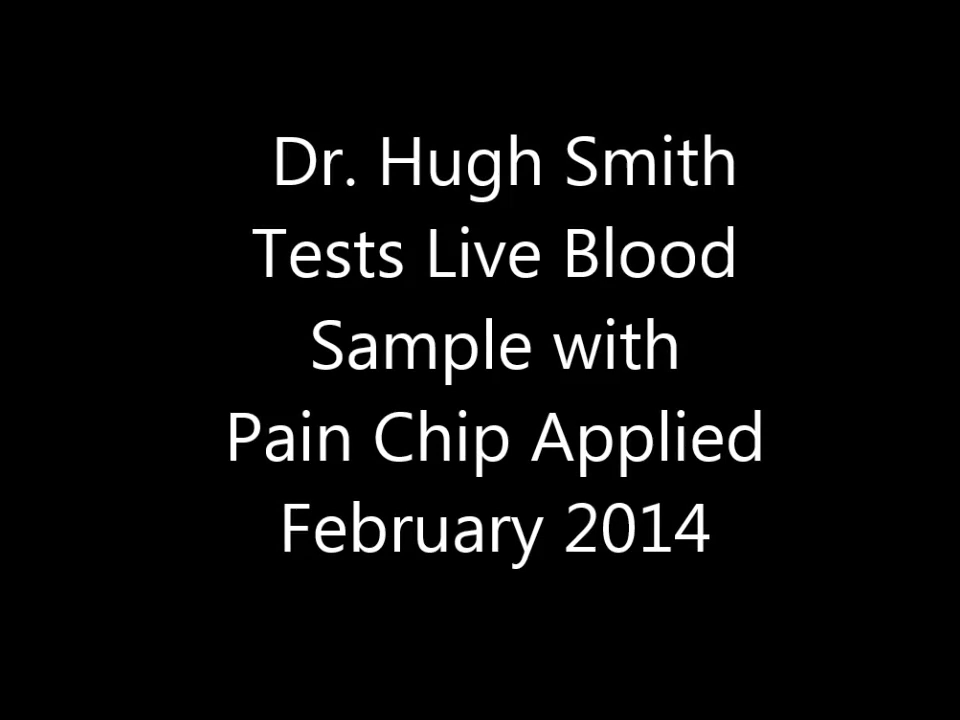 Dr. Hugh Smith
Tests Live Blood
Sample with
Pain Chip Applied
February 2014